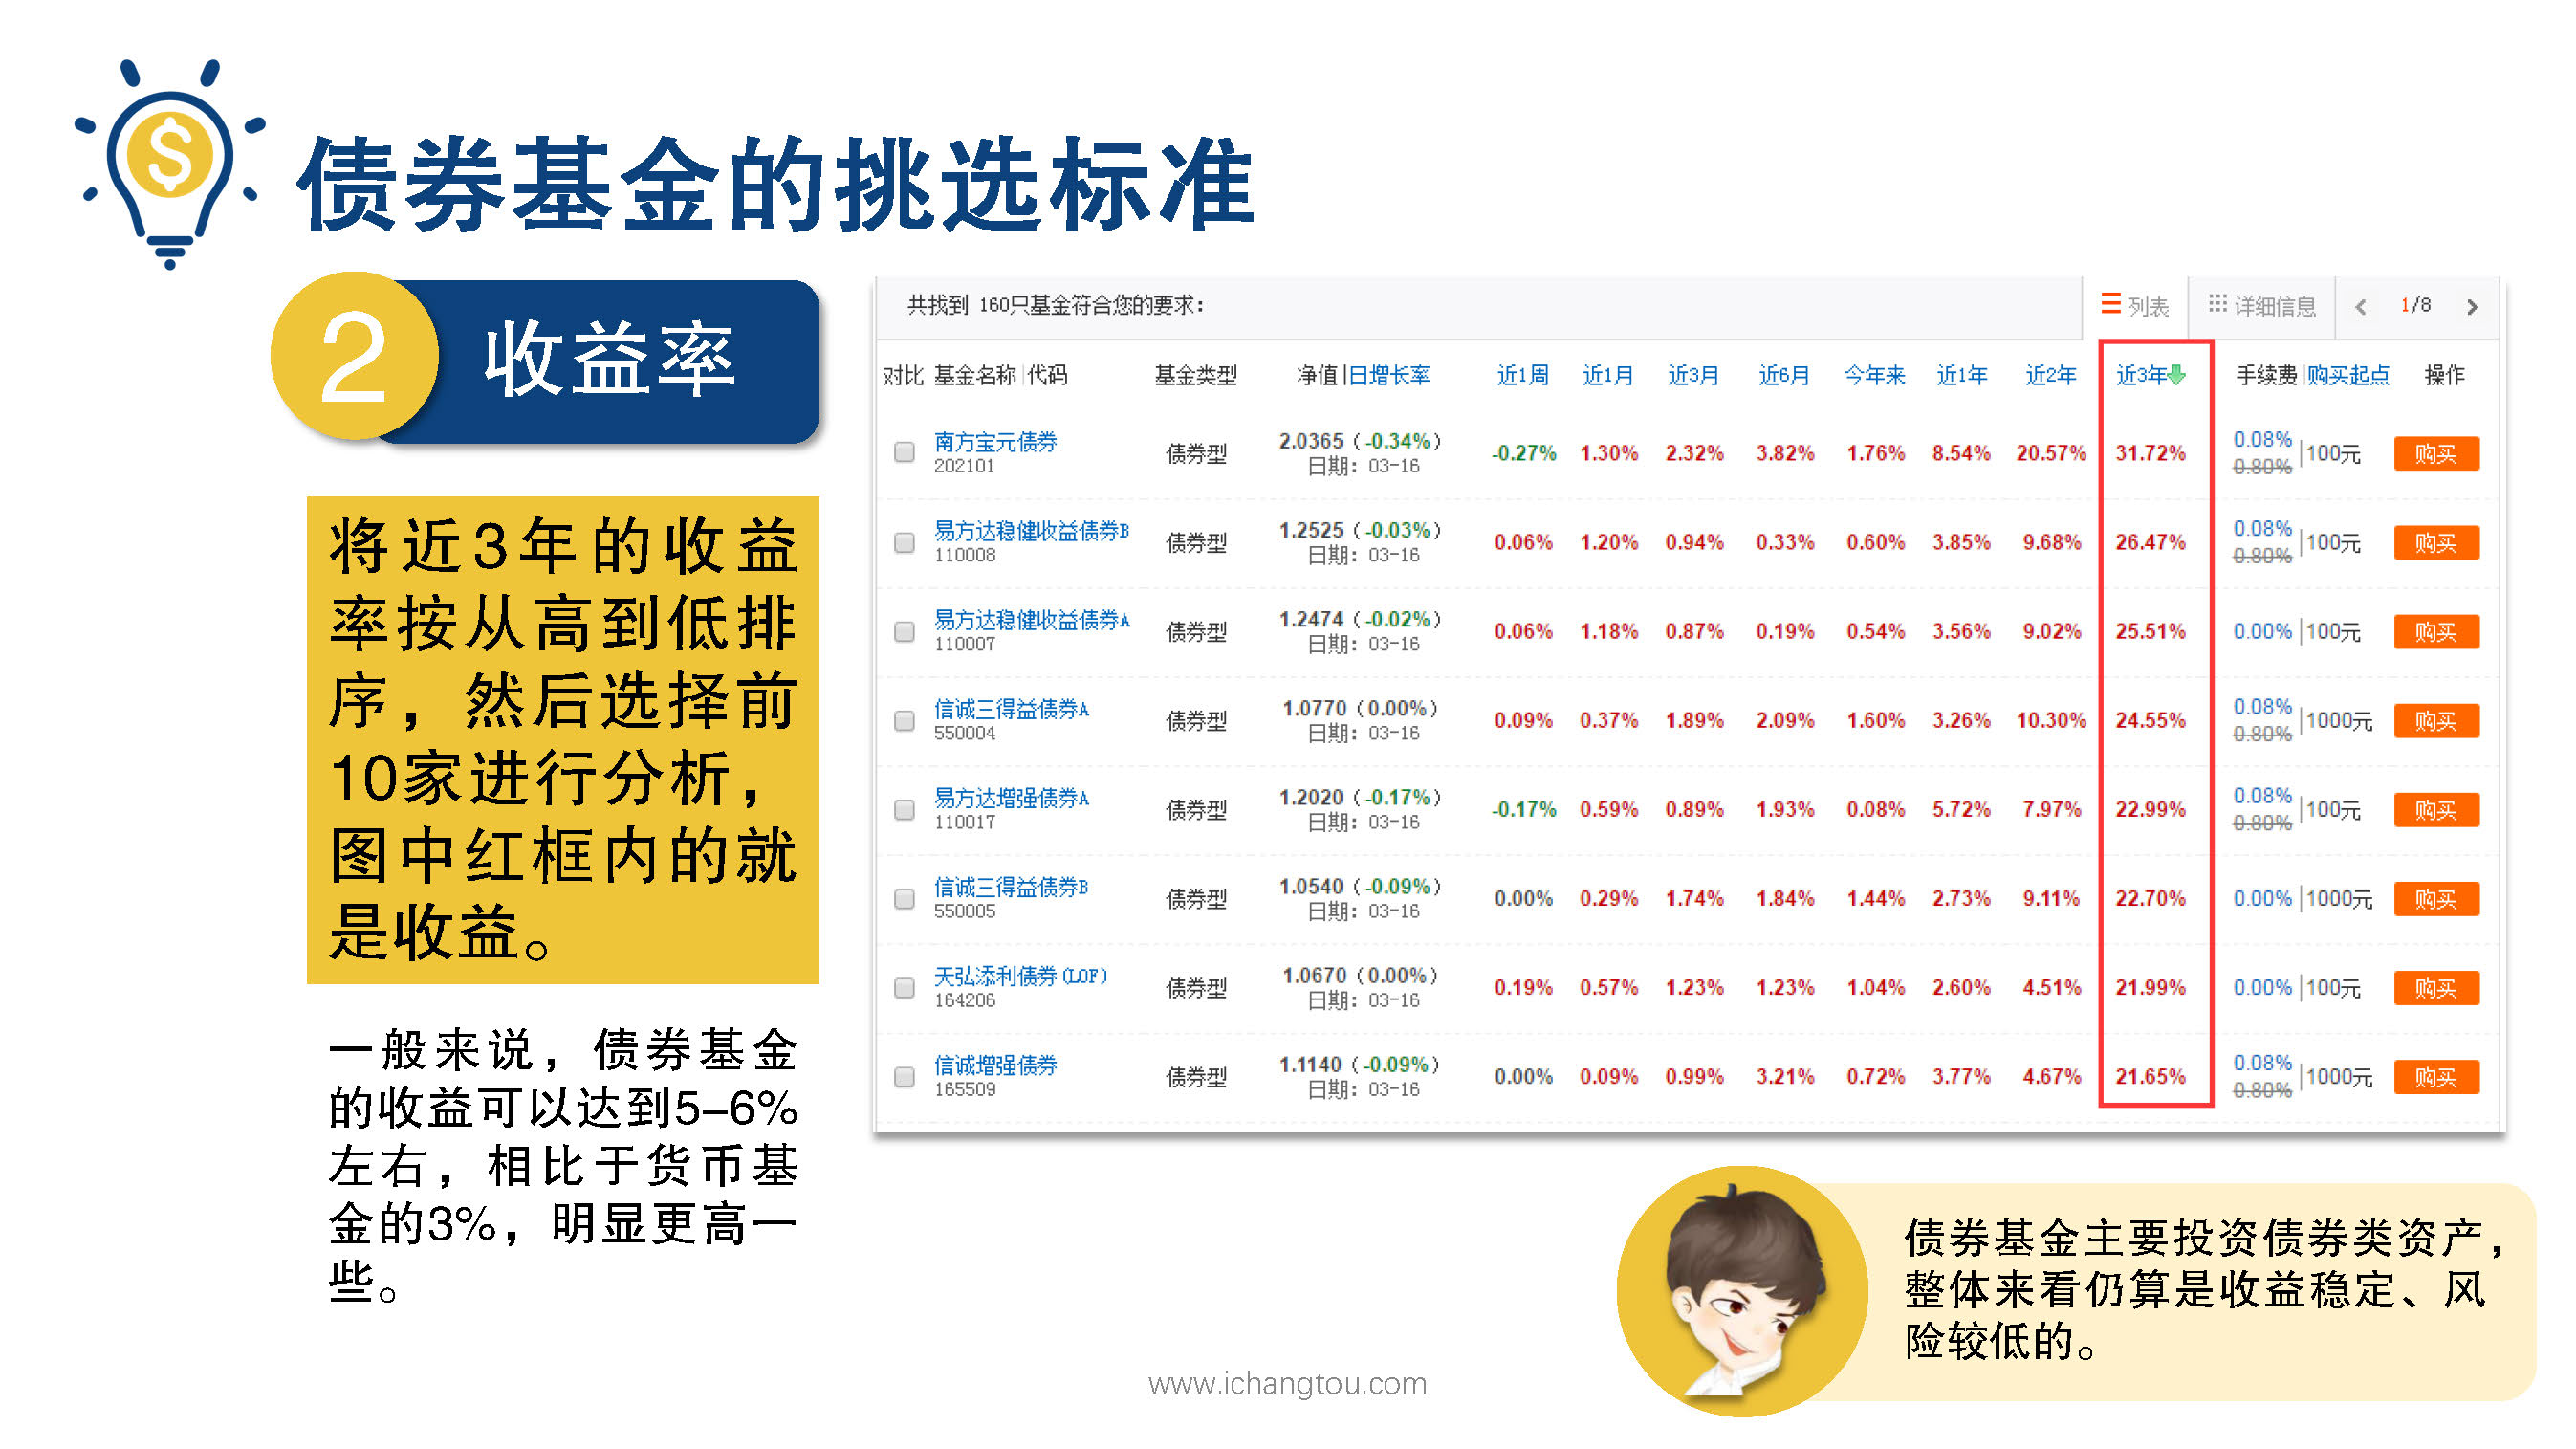 债券基金的挑选标准
2 收益率
将近3年的收益
率按从高到低排
序，然后选择前
10家进行分析，
图中红框内的就
是收益。
一般来说，债券基金
的收益可以达到5–6%
左右，相比于货币基
金的3%，明显更高一
些。
共找到 160只基金符合您的要求： 列表 详细信息 < 1/8 >
对比 基金名称|代码 基金类型 净值|日增长率 近1周 近1月 近3月 近6月 今年来 近1年 近2年 近3年 手续费|购买起点 操作
南方宝元债券 202101 债券型 2.0365（-0.34%） 日期：03-16 -0.27% 1.30% 2.32% 3.82% 1.76% 8.54% 20.57% 31.72% 0.08% 0.80% |100元 购买
易方达稳健收益债券B 110008 债券型 1.2525（-0.03%） 日期：03-16 0.06% 1.20% 0.94% 0.33% 0.60% 3.85% 9.68% 26.47% 0.08% 0.80% |100元 购买
易方达稳健收益债券A 110007 债券型 1.2474（-0.02%） 日期：03-16 0.06% 1.18% 0.87% 0.19% 0.54% 3.56% 9.02% 25.51% 0.00% |100元 购买
信诚三得益债券A 550004 债券型 1.0770（0.00%） 日期：03-16 0.09% 0.37% 1.89% 2.09% 1.60% 3.26% 10.30% 24.55% 0.08% 0.80% |1000元 购买
易方达增强债券A 110017 债券型 1.2020（-0.17%） 日期：03-16 -0.17% 0.59% 0.89% 1.93% 0.08% 5.72% 7.97% 22.99% 0.08% 0.80% |100元 购买
信诚三得益债券B 550005 债券型 1.0540（-0.09%） 日期：03-16 0.00% 0.29% 1.74% 1.84% 1.44% 2.73% 9.11% 22.70% 0.00% |1000元 购买
天弘添利债券(LOF) 164206 债券型 1.0670（0.00%） 日期：03-16 0.19% 0.57% 1.23% 1.23% 1.04% 2.60% 4.51% 21.99% 0.00% |100元 购买
信诚增强债券 165509 债券型 1.1140（-0.09%） 日期：03-16 0.00% 0.09% 0.99% 3.21% 0.72% 3.77% 4.67% 21.65% 0.08% 0.80% |1000元 购买
债券基金主要投资债券类资产，
整体来看仍算是收益稳定、风
险较低的。
www.ichangtou.com